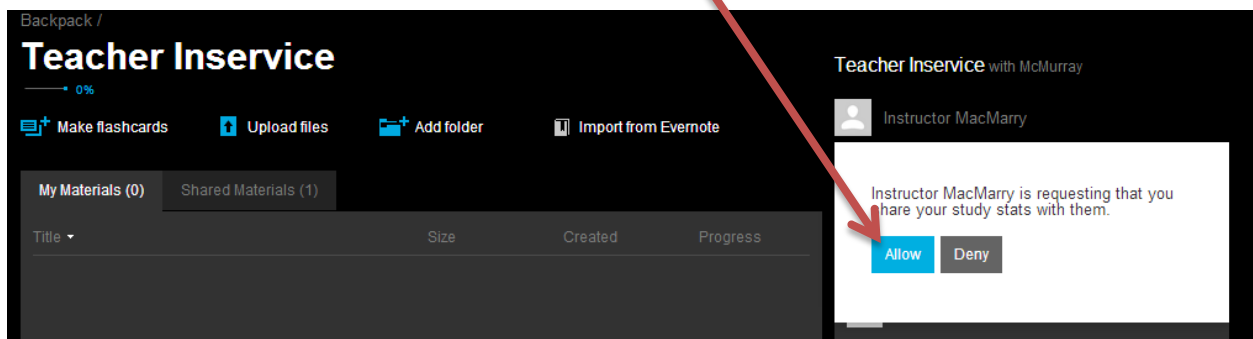 Backpack /
Teacher Inservice
0%
Make flashcards
Upload files
Add folder
Import from Evernote
My Materials (0)
Shared Materials (1)
Title
Size
Created
Progress
Teacher Inservice with McMurray
Instructor MacMarry
Instructor MacMarry is requesting that you
share your study stats with them.
Allow
Deny